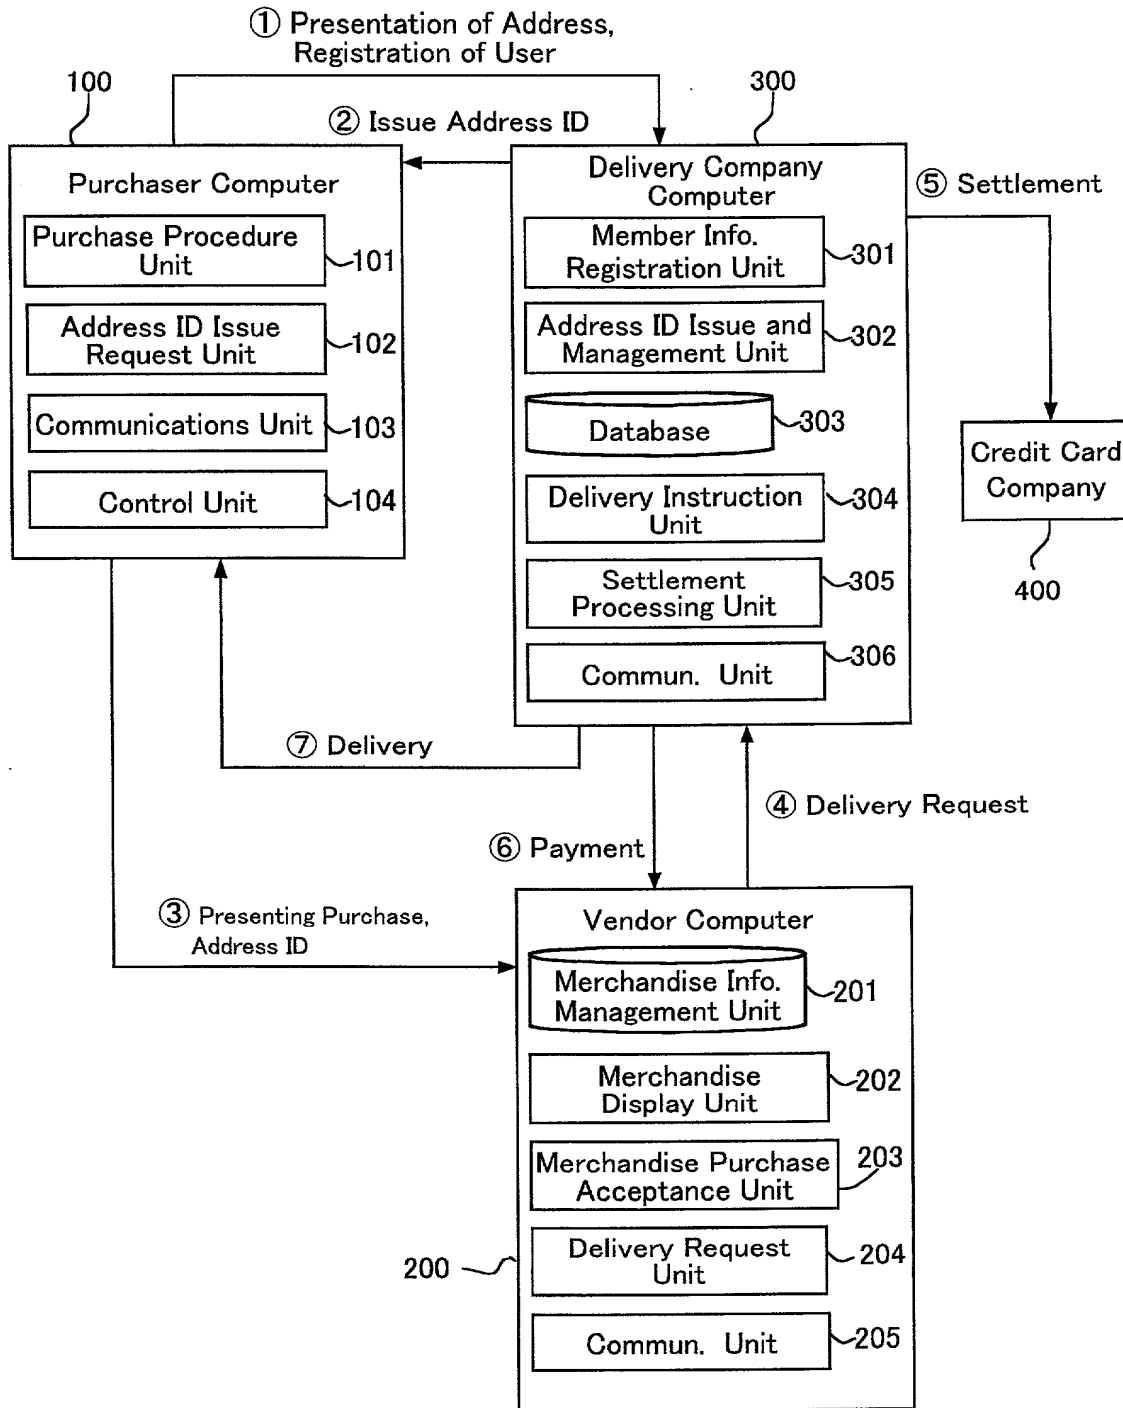 ① Presentation of Address,
Registration of User
100
300
② Issue Address ID
Purchaser Computer
Purchase Procedure
Unit
101
Address ID Issue
Request Unit
102
Communications Unit
103
Control Unit
104
Delivery Company
Computer
Member Info.
Registration Unit
301
Address ID Issue and
Management Unit
302
Database
303
Delivery Instruction
Unit
304
Settlement
Processing Unit
305
Commun. Unit
306
⑤ Settlement
Credit Card
Company
400
⑦ Delivery
④ Delivery Request
⑥ Payment
③ Presenting Purchase,
Address ID
Vendor Computer
Merchandise Info.
Management Unit
201
Merchandise
Display Unit
202
Merchandise Purchase
Acceptance Unit
203
Delivery Request
Unit
204
200
Commun. Unit
205